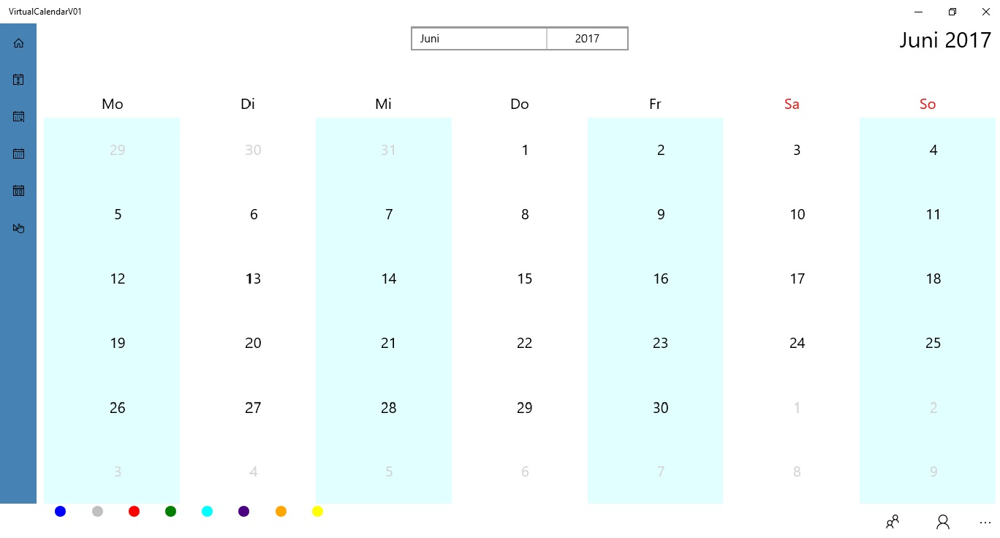 VirtualCalendarV01
Juni 2017 Juni 2017
Mo Di Mi Do Fr Sa So
29 30 31 1 2 3 4
5 6 7 8 9 10 11
12 13 14 15 16 17 18
19 20 21 22 23 24 25
26 27 28 29 30 1 2
3 4 5 6 7 8 9